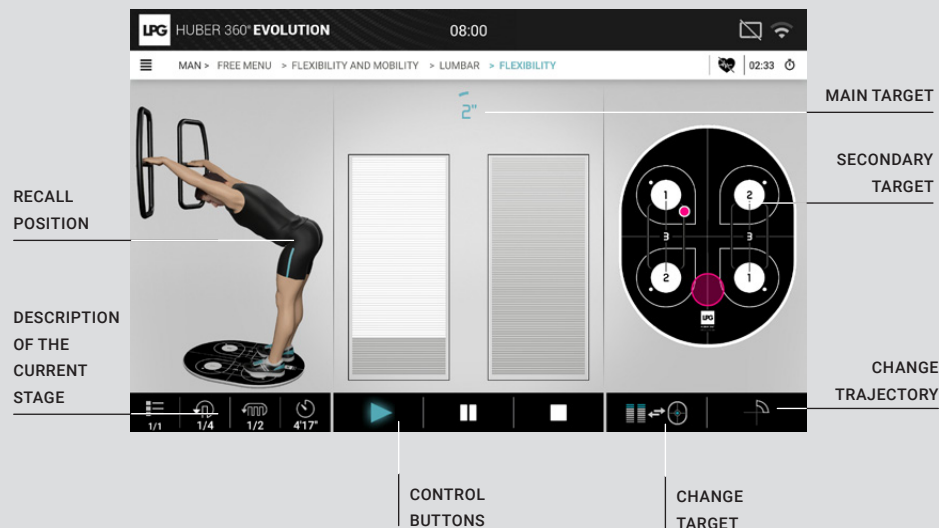 LPG HUBER 360° EVOLUTION 08:00
MAN > FREE MENU > FLEXIBILITY AND MOBILITY > LUMBAR > FLEXIBILITY 02:33
2"
MAIN TARGET
SECONDARY
TARGET
RECALL
POSITION
1 2
3 3
2 1
LPG
DESCRIPTION
OF THE
CURRENT
STAGE
CHANGE
TRAJECTORY
1/1 1/4 1/2 4'17"
CONTROL
BUTTONS
CHANGE
TARGET